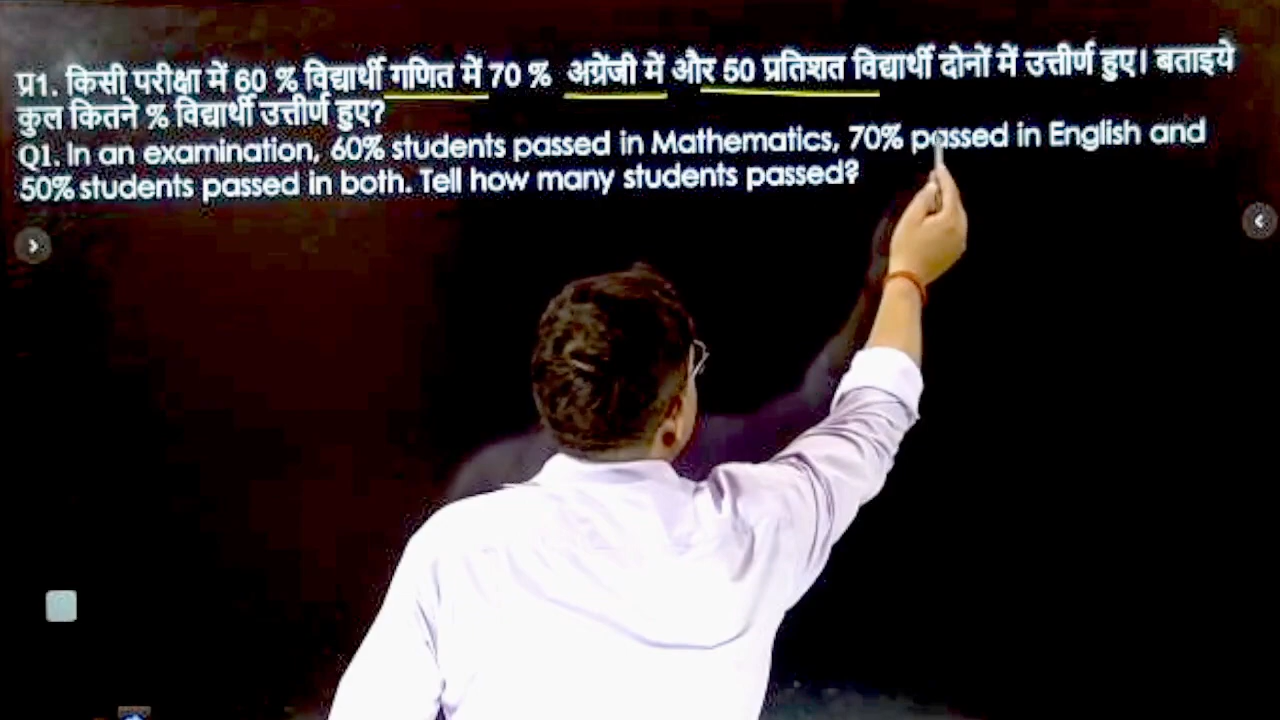 प्र1. किसी परीक्षा में 60 % विद्यार्थी गणित में 70 % अग्रेंजी में और 50 प्रतिशत विद्यार्थी दोनों में उत्तीर्ण हुए। बताइये
कुल कितने % विद्यार्थी उत्तीर्ण हुए?
Q1. In an examination, 60% students passed in Mathematics, 70% passed in English and
50% students passed in both. Tell how many students passed?